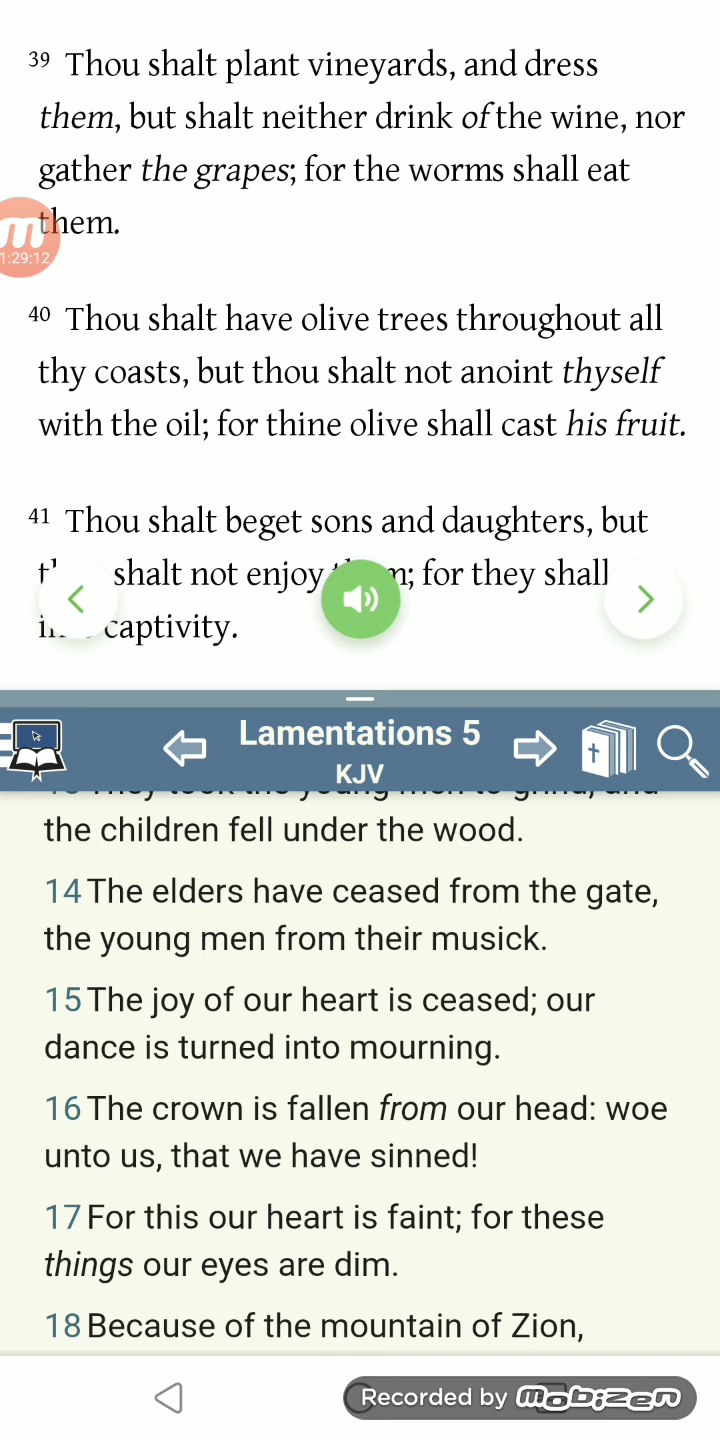 39 Thou shalt plant vineyards, and dress
them, but shalt neither drink of the wine, nor
gather the grapes; for the worms shall eat
them.
1:29:12
40 Thou shalt have olive trees throughout all
thy coasts, but thou shalt not anoint thyself
with the oil; for thine olive shall cast his fruit.
41 Thou shalt beget sons and daughters, but
shalt not enjoy for they shall
captivity.
Lamentations 5
KJV
the children fell under the wood.
14 The elders have ceased from the gate,
the young men from their musick.
15 The joy of our heart is ceased; our
dance is turned into mourning.
16 The crown is fallen from our head: woe
unto us, that we have sinned!
17 For this our heart is faint; for these
things our eyes are dim.
18 Because of the mountain of Zion,
Recorded by mobizen